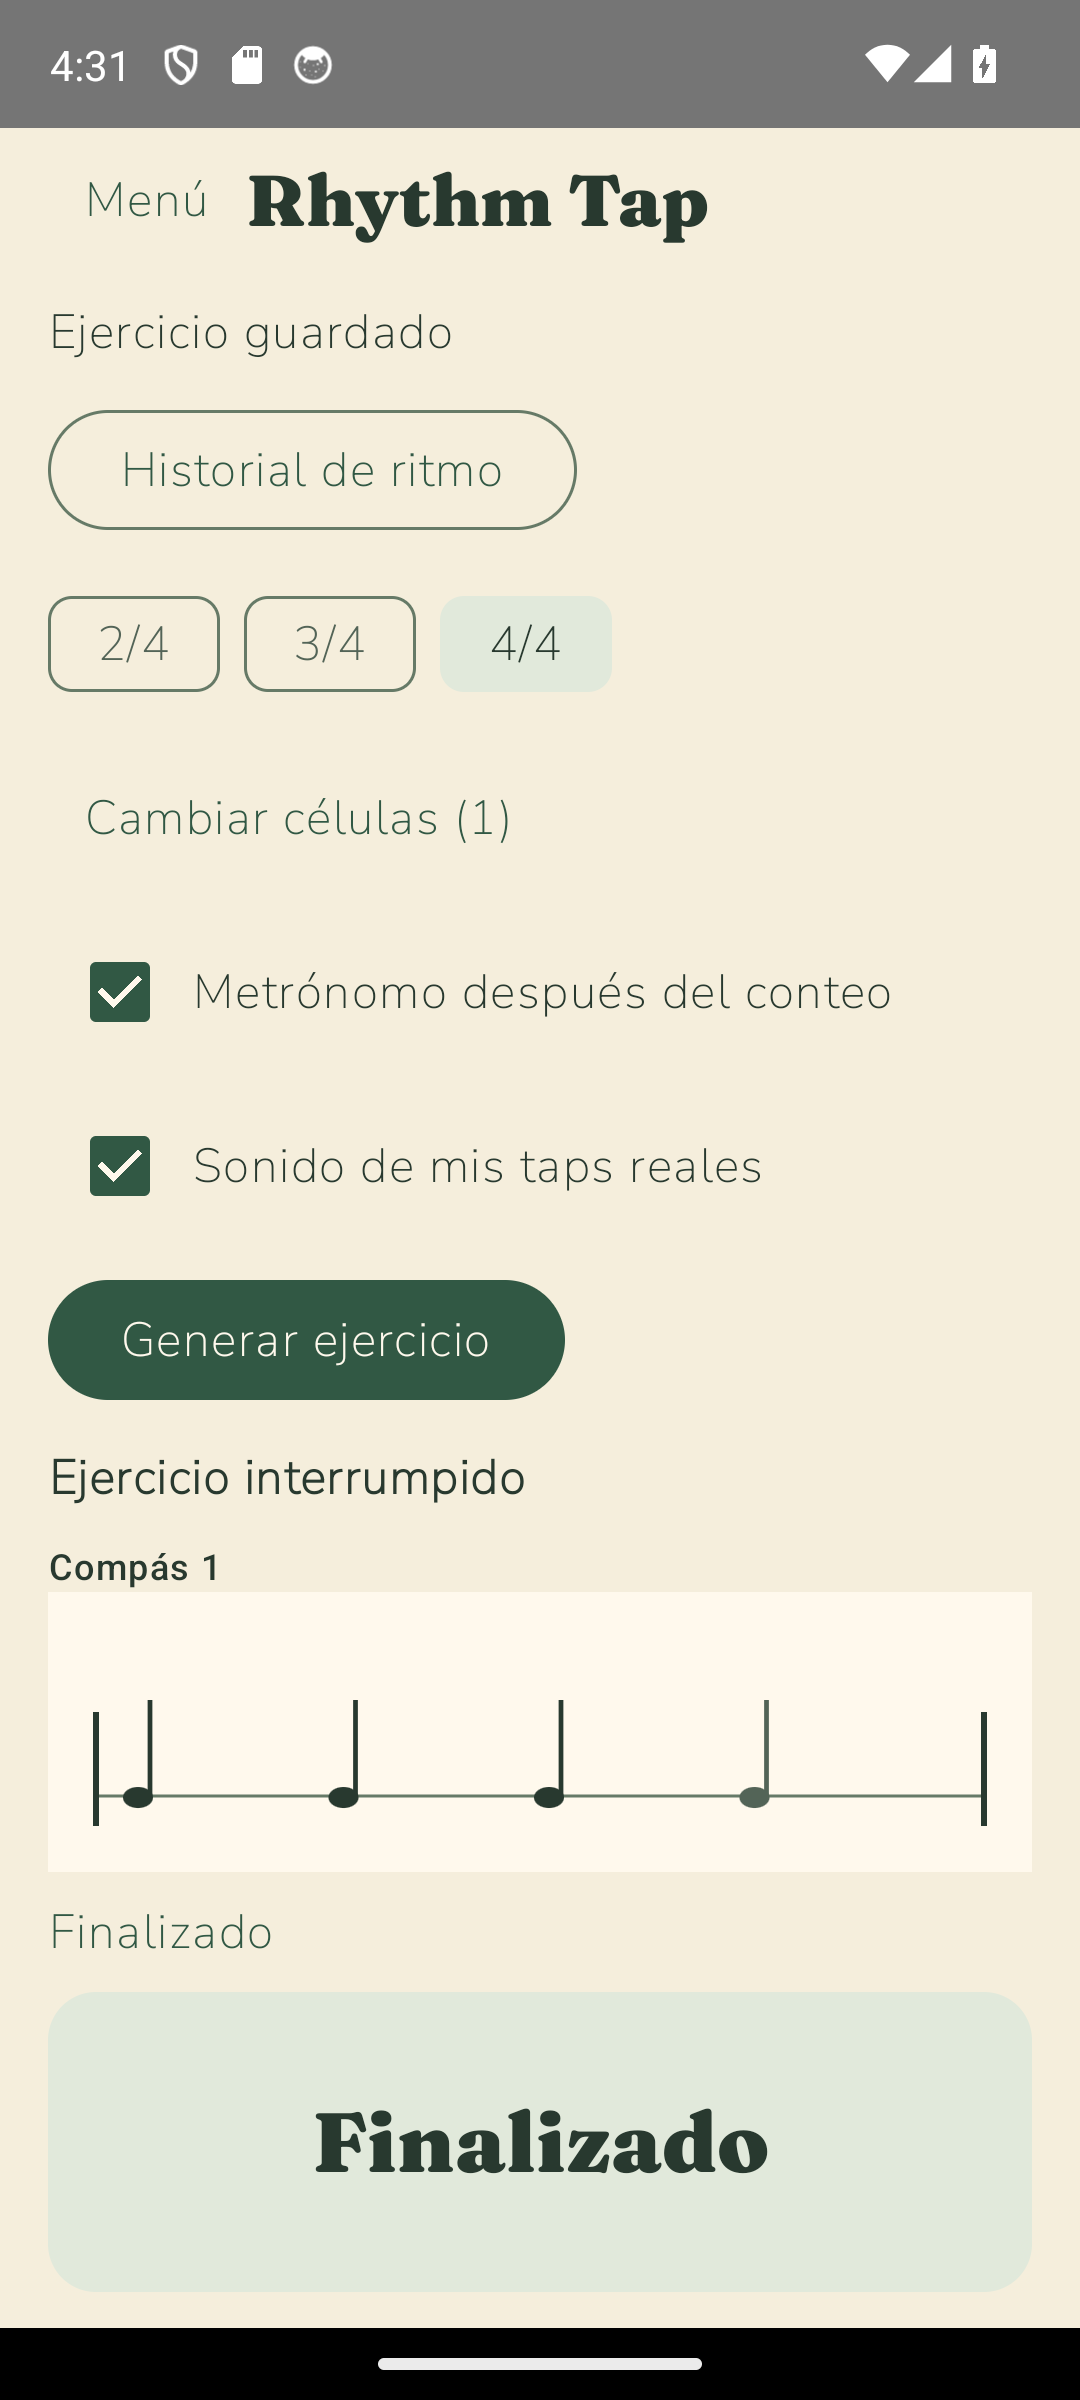 4:31
Menú Rhythm Tap
Ejercicio guardado
Historial de ritmo
2/4 3/4 4/4
Cambiar células (1)
Metrónomo después del conteo
Sonido de mis taps reales
Generar ejercicio
Ejercicio interrumpido
Compás 1
Finalizado
Finalizado